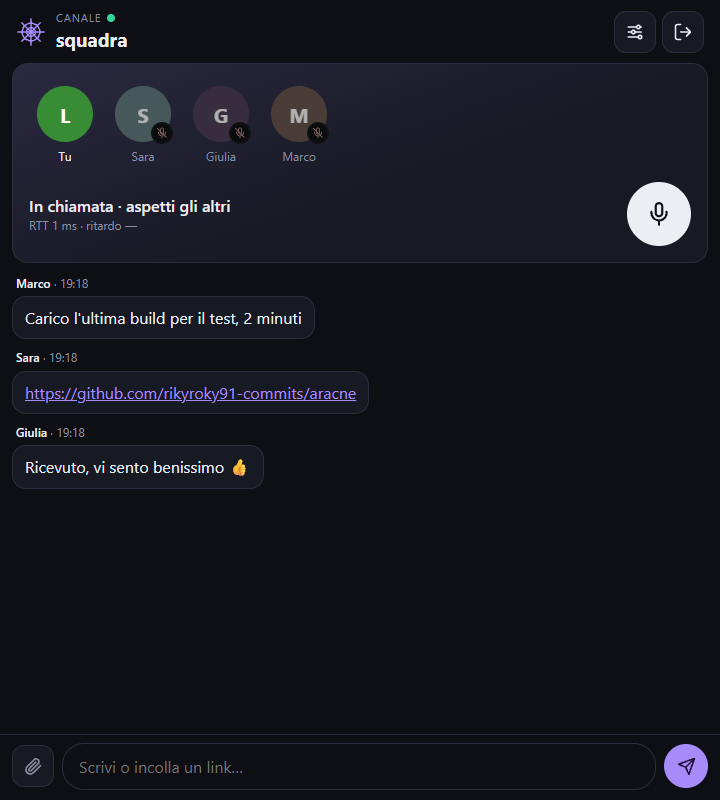 CANALE
squadra
L S G M
Tu Sara Giulia Marco
In chiamata · aspetti gli altri
RTT 1 ms · ritardo —
Marco · 19:18
Carico l'ultima build per il test, 2 minuti
Sara · 19:18
https://github.com/rikyroky91-commits/aracne
Giulia · 19:18
Ricevuto, vi sento benissimo 👍
Scrivi o incolla un link...